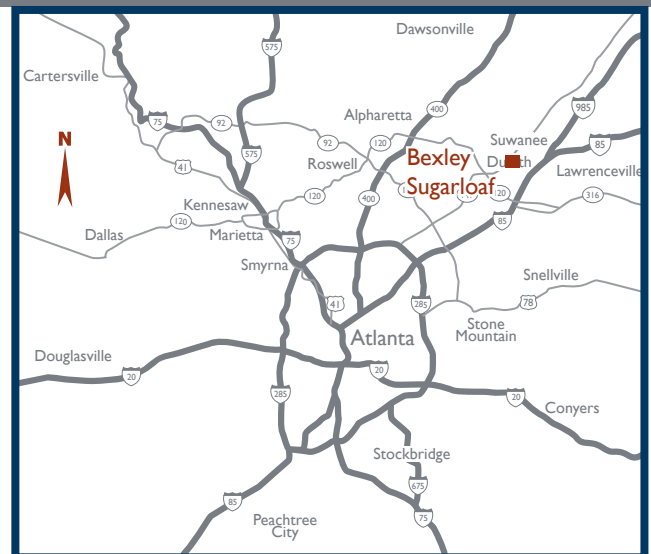 Dawsonville
575
Cartersville
985
400
Alpharetta
75
92
Suwanee
N
92
120
85
575
Bexley
Roswell
Lawrenceville
41
Sugarloaf
120
316
120
400
Kennesaw
120
85
Dallas
Marietta
75
Smyrna
Snellville
285
41
78
Stone
Mountain
Atlanta
Douglasville
20
20
285
20
Conyers
Stockbridge
675
85
75
Peachtree
City